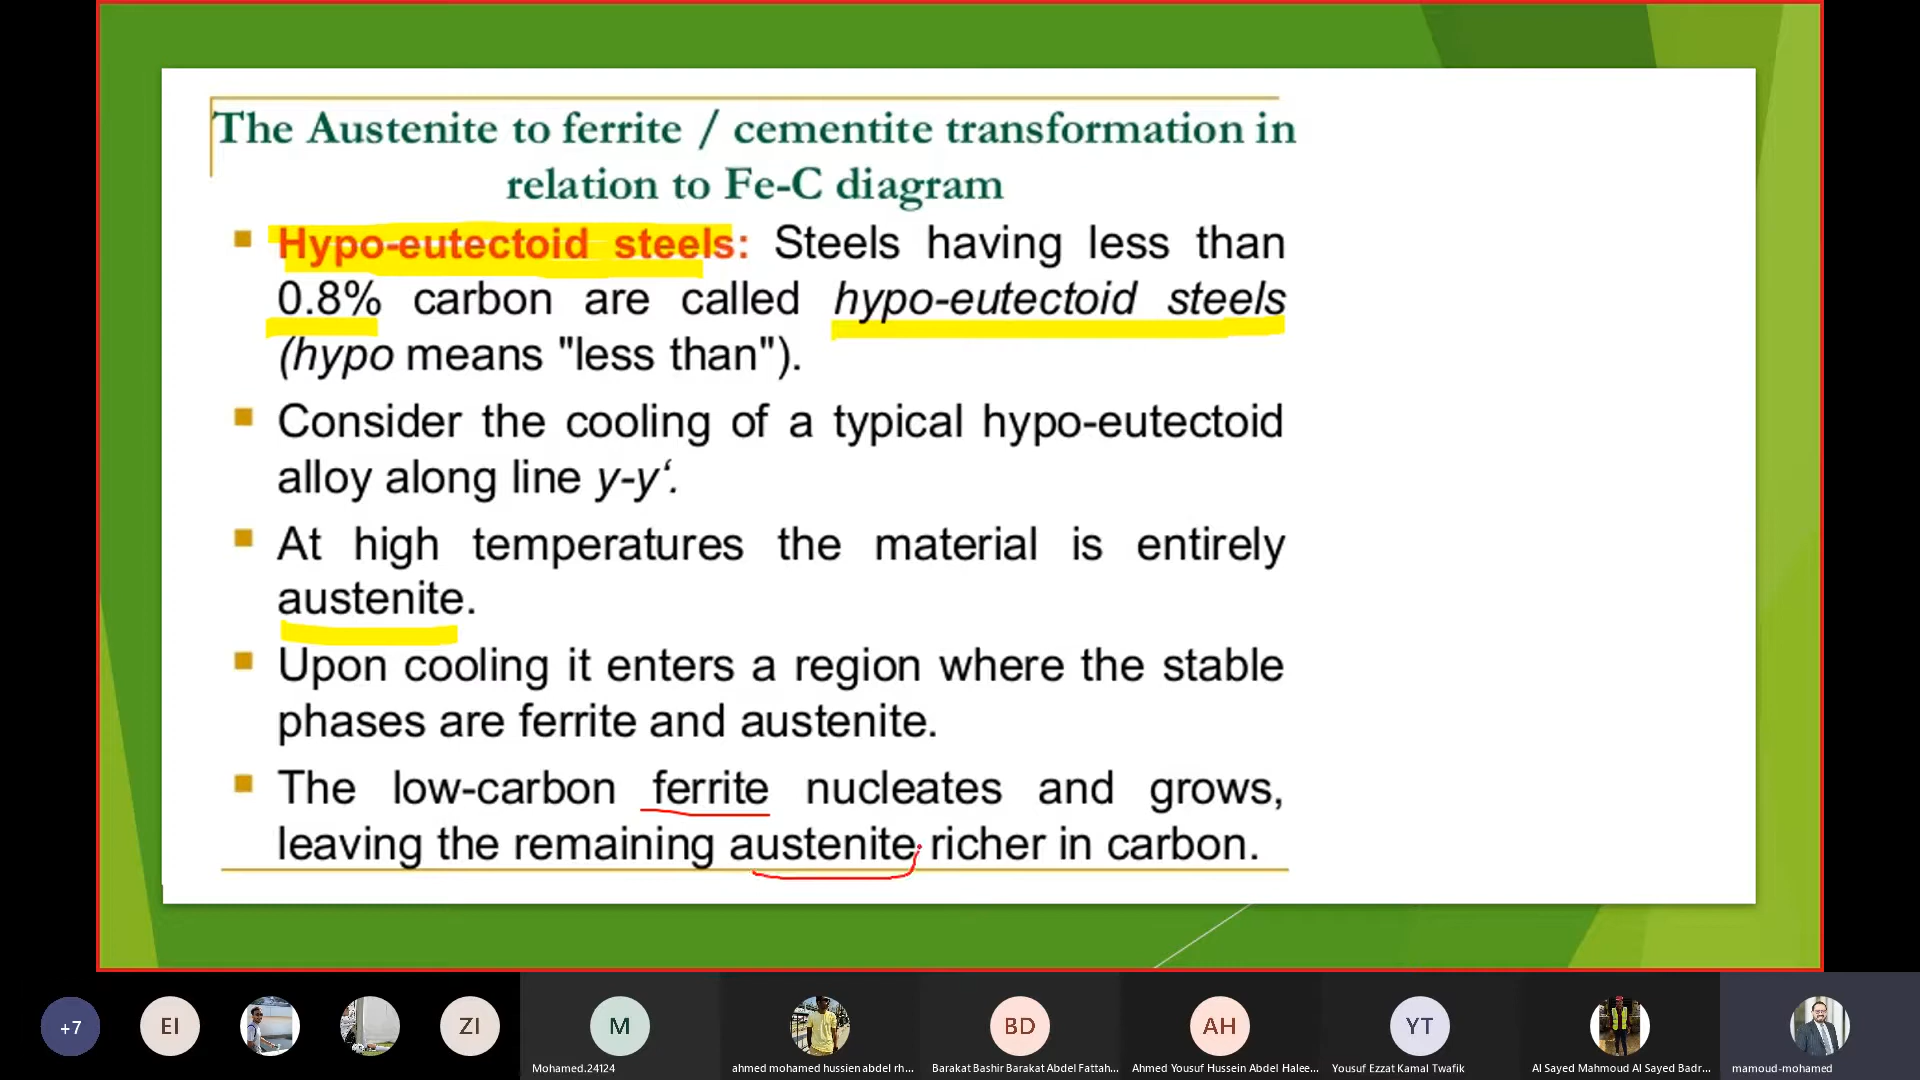 The Austenite to ferrite / cementite transformation in
relation to Fe-C diagram
Hypo-eutectoid steels: Steels having less than
0.8% carbon are called hypo-eutectoid steels
(hypo means "less than").
Consider the cooling of a typical hypo-eutectoid
alloy along line y-y‘.
At high temperatures the material is entirely
austenite.
Upon cooling it enters a region where the stable
phases are ferrite and austenite.
The low-carbon ferrite nucleates and grows,
leaving the remaining austenite richer in carbon.
+7
EI
ZI
M
BD
AH
YT
Mohamed.24124
ahmed mohamed hussien abdel rh...
Barakat Bashir Barakat Abdel Fattah...
Ahmed Yousuf Hussein Abdel Halee...
Yousuf Ezzat Kamal Twafik
Al Sayed Mahmoud Al Sayed Badr...
mamoud-mohamed